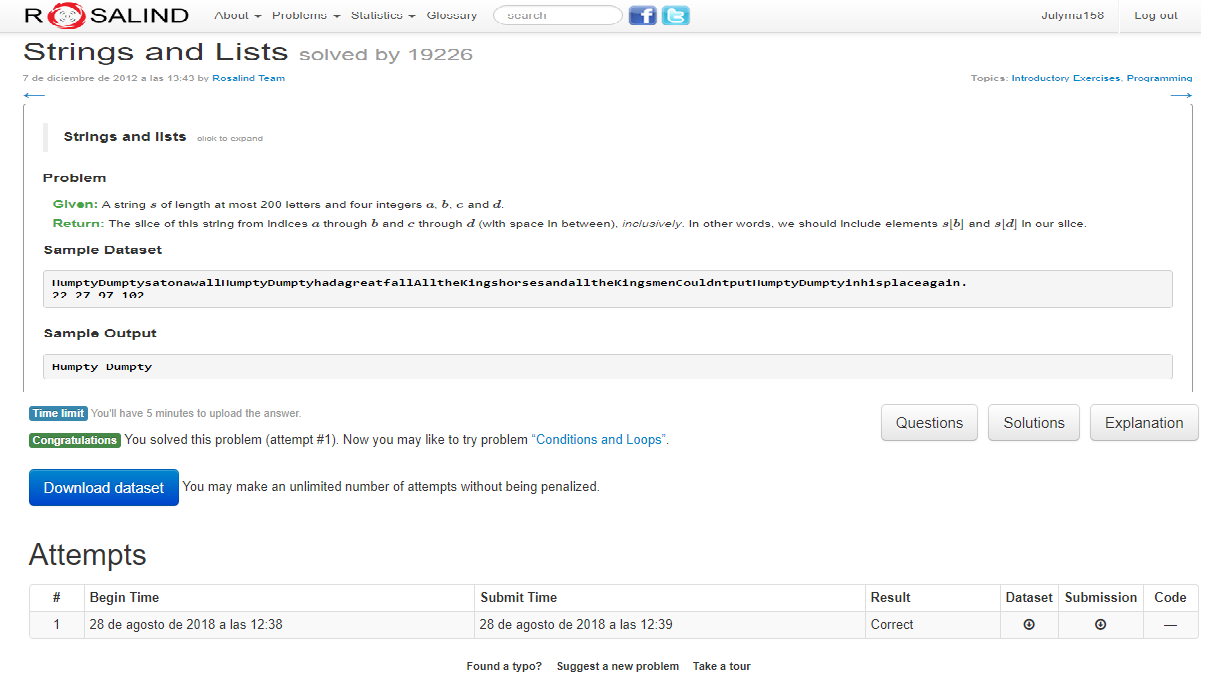 ROSALIND About Problems Statistics Glossary search Julyma158 Log out
Strings and Lists solved by 19226
7 de diciembre de 2012 a las 13:43 by Rosalind Team Topics: Introductory Exercises, Programming
← →
Strings and lists click to expand
Problem
Given: A string s of length at most 200 letters and four integers a, b, c and d.
Return: The slice of this string from indices a through b and c through d (with space in between), inclusively. In other words, we should include elements s[b] and s[d] in our slice.
Sample Dataset
HumptyDumptysatonawallHumptyDumptyhadagreatfallAlltheKingshorsesandalltheKingsmenCouldntputHumptyDumptyinhisplaceagain.
22 27 97 102
Sample Output
Humpty Dumpty
Time limit You'll have 5 minutes to upload the answer.
Questions Solutions Explanation
Congratulations You solved this problem (attempt #1). Now you may like to try problem “Conditions and Loops”.
Download dataset You may make an unlimited number of attempts without being penalized.
Attempts
# Begin Time Submit Time Result Dataset Submission Code
1 28 de agosto de 2018 a las 12:38 28 de agosto de 2018 a las 12:39 Correct —
Found a typo? Suggest a new problem Take a tour